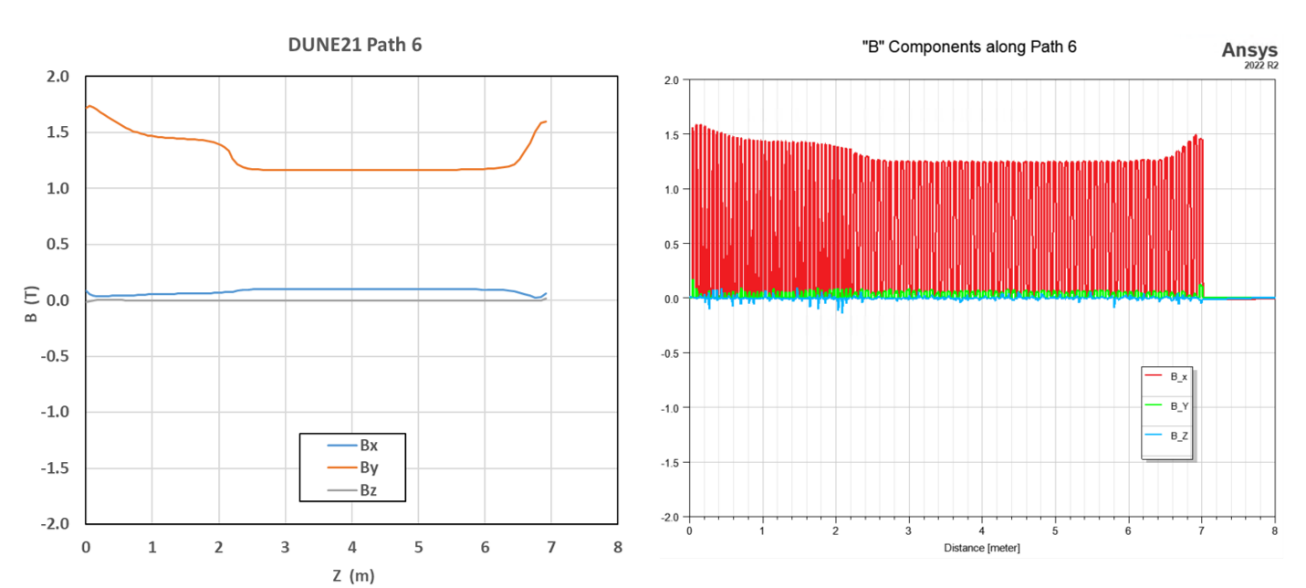 DUNE21 Path 6
2.0
1.5
1.0
0.5
0.0
-0.5
-1.0
-1.5
-2.0
B (T)
0 1 2 3 4 5 6 7 8
Z (m)
Bx
By
Bz
"B" Components along Path 6
Ansys
2022 R2
2.0
1.5
1.0
0.5
0.0
-0.5
-1.0
-1.5
-2.0
0 1 2 3 4 5 6 7 8
Distance [meter]
B_x
B_Y
B_Z